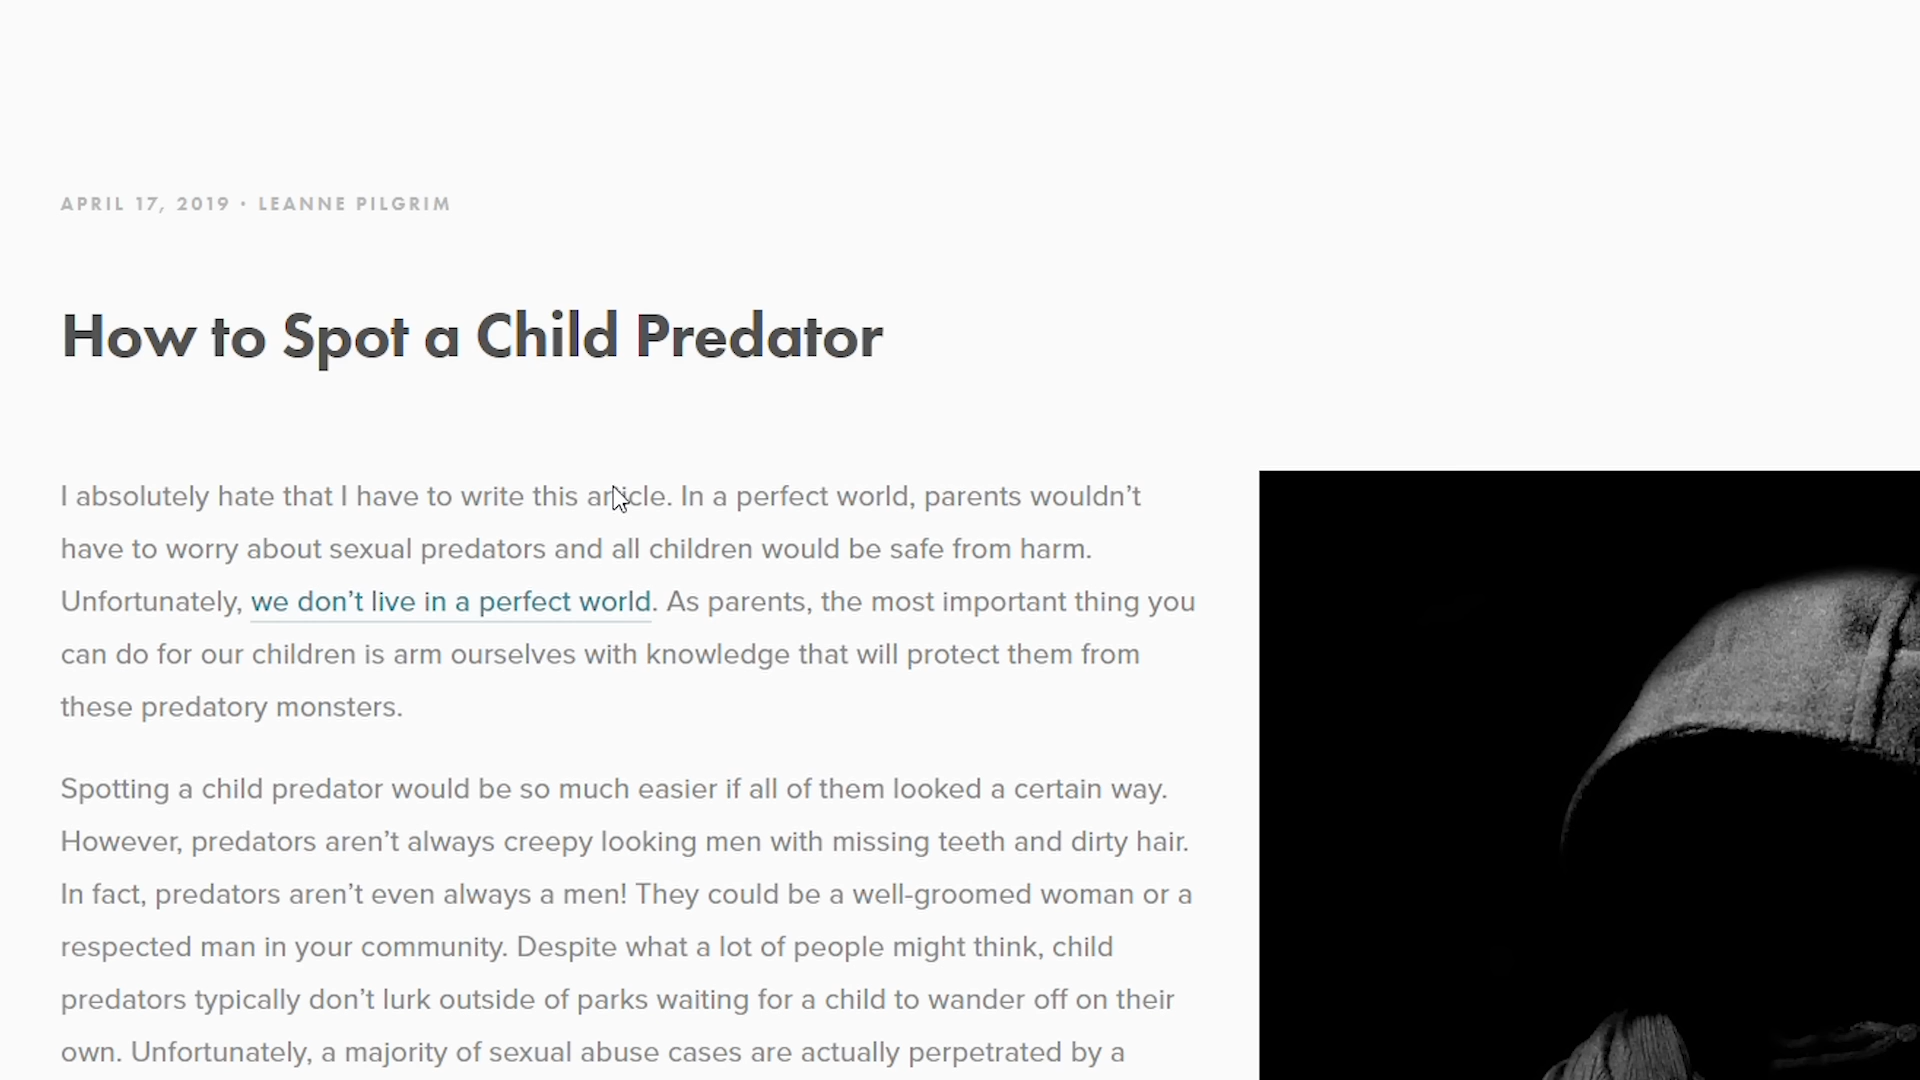 APRIL 17, 2019 • LEANNE PILGRIM
How to Spot a Child Predator
I absolutely hate that I have to write this article. In a perfect world, parents wouldn’t
have to worry about sexual predators and all children would be safe from harm.
Unfortunately, we don’t live in a perfect world. As parents, the most important thing you
can do for our children is arm ourselves with knowledge that will protect them from
these predatory monsters.
Spotting a child predator would be so much easier if all of them looked a certain way.
However, predators aren’t always creepy looking men with missing teeth and dirty hair.
In fact, predators aren’t even always a men! They could be a well-groomed woman or a
respected man in your community. Despite what a lot of people might think, child
predators typically don’t lurk outside of parks waiting for a child to wander off on their
own. Unfortunately, a majority of sexual abuse cases are actually perpetrated by a